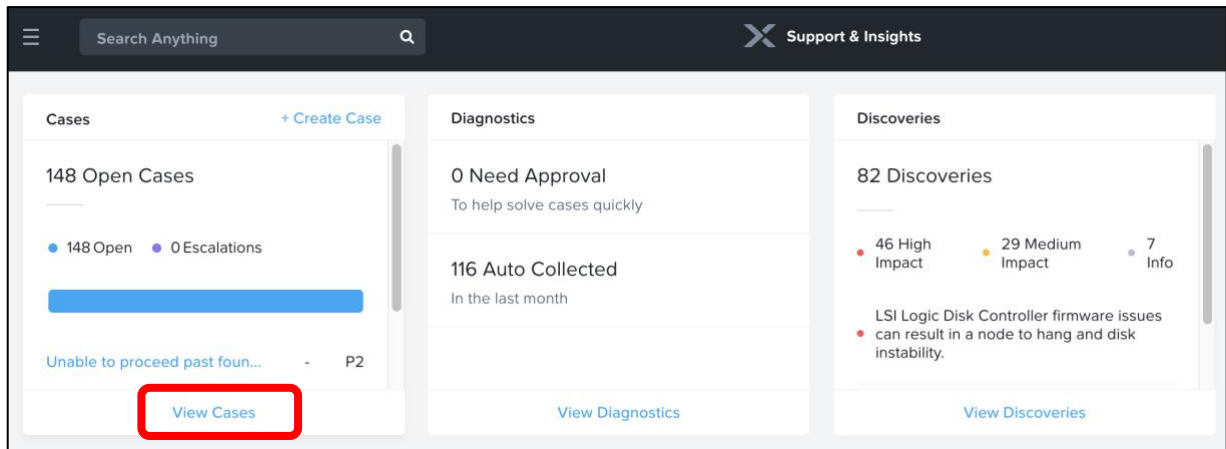 Search Anything
Support & Insights
Cases
+ Create Case
148 Open Cases
148 Open
0 Escalations
Unable to proceed past foun...
-
P2
View Cases
Diagnostics
0 Need Approval
To help solve cases quickly
116 Auto Collected
In the last month
View Diagnostics
Discoveries
82 Discoveries
46 High
Impact
29 Medium
Impact
7
Info
LSI Logic Disk Controller firmware issues
can result in a node to hang and disk
instability.
View Discoveries